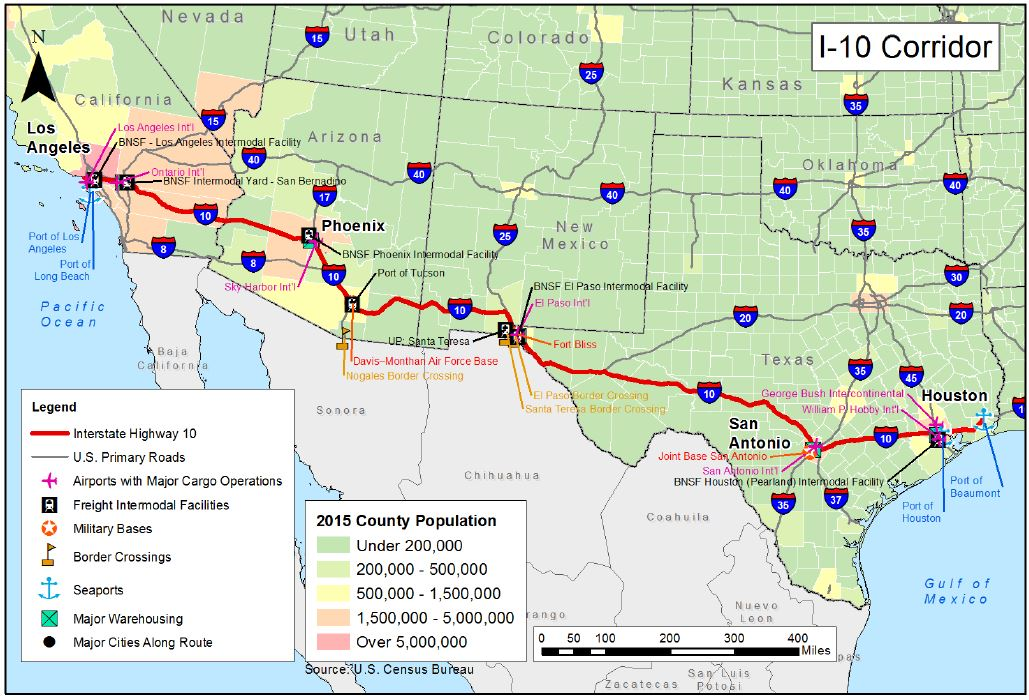 Nevada
Utah
Colorado
I-10 Corridor
N
15
25
Kansas
35
California
Los
Angeles
Los Angeles Int'l
BNSF - Los Angeles Intermodal Facility
15
Arizona
40
40
Oklahoma
40
40
40
Ontario Int'l
BNSF Intermodal Yard - San Bernadino
17
10
Phoenix
New
Mexico
25
35
Port of Los
Angeles
Port of
Long Beach
8
8
BNSF Phoenix Intermodal Facility
10
Port of Tucson
Sky Harbor Int'l
30
BNSF El Paso Intermodal Facility
El Paso Int'l
Pacific
Ocean
10
20
20
UP: Santa Teresa
Fort Bliss
Baja
California
Davis–Monthan Air Force Base
Nogales Border Crossing
Texas
35
45
El Paso Border Crossing
Santa Teresa Border Crossing
10
George Bush Intercontinental
William P Hobby Int'l
Houston
Sonora
San
Antonio
10
1
Joint Base San Antonio
San Antonio Int'l
BNSF Houston (Pearland) Intermodal Facility
Chihuahua
Port of
Beaumont
35
37
Port of
Houston
Coahuila
Gulf of
Mexico
Nuevo
Leon
rango
pas
San Luis
Potosi
Zacatecas
Legend
Interstate Highway 10
U.S. Primary Roads
Airports with Major Cargo Operations
Freight Intermodal Facilities
Military Bases
Border Crossings
Seaports
Major Warehousing
Major Cities Along Route
2015 County Population
Under 200,000
200,000 - 500,000
500,000 - 1,500,000
1,500,000 - 5,000,000
Over 5,000,000
Source: U.S. Census Bureau
0 50 100 200 300 400
Miles